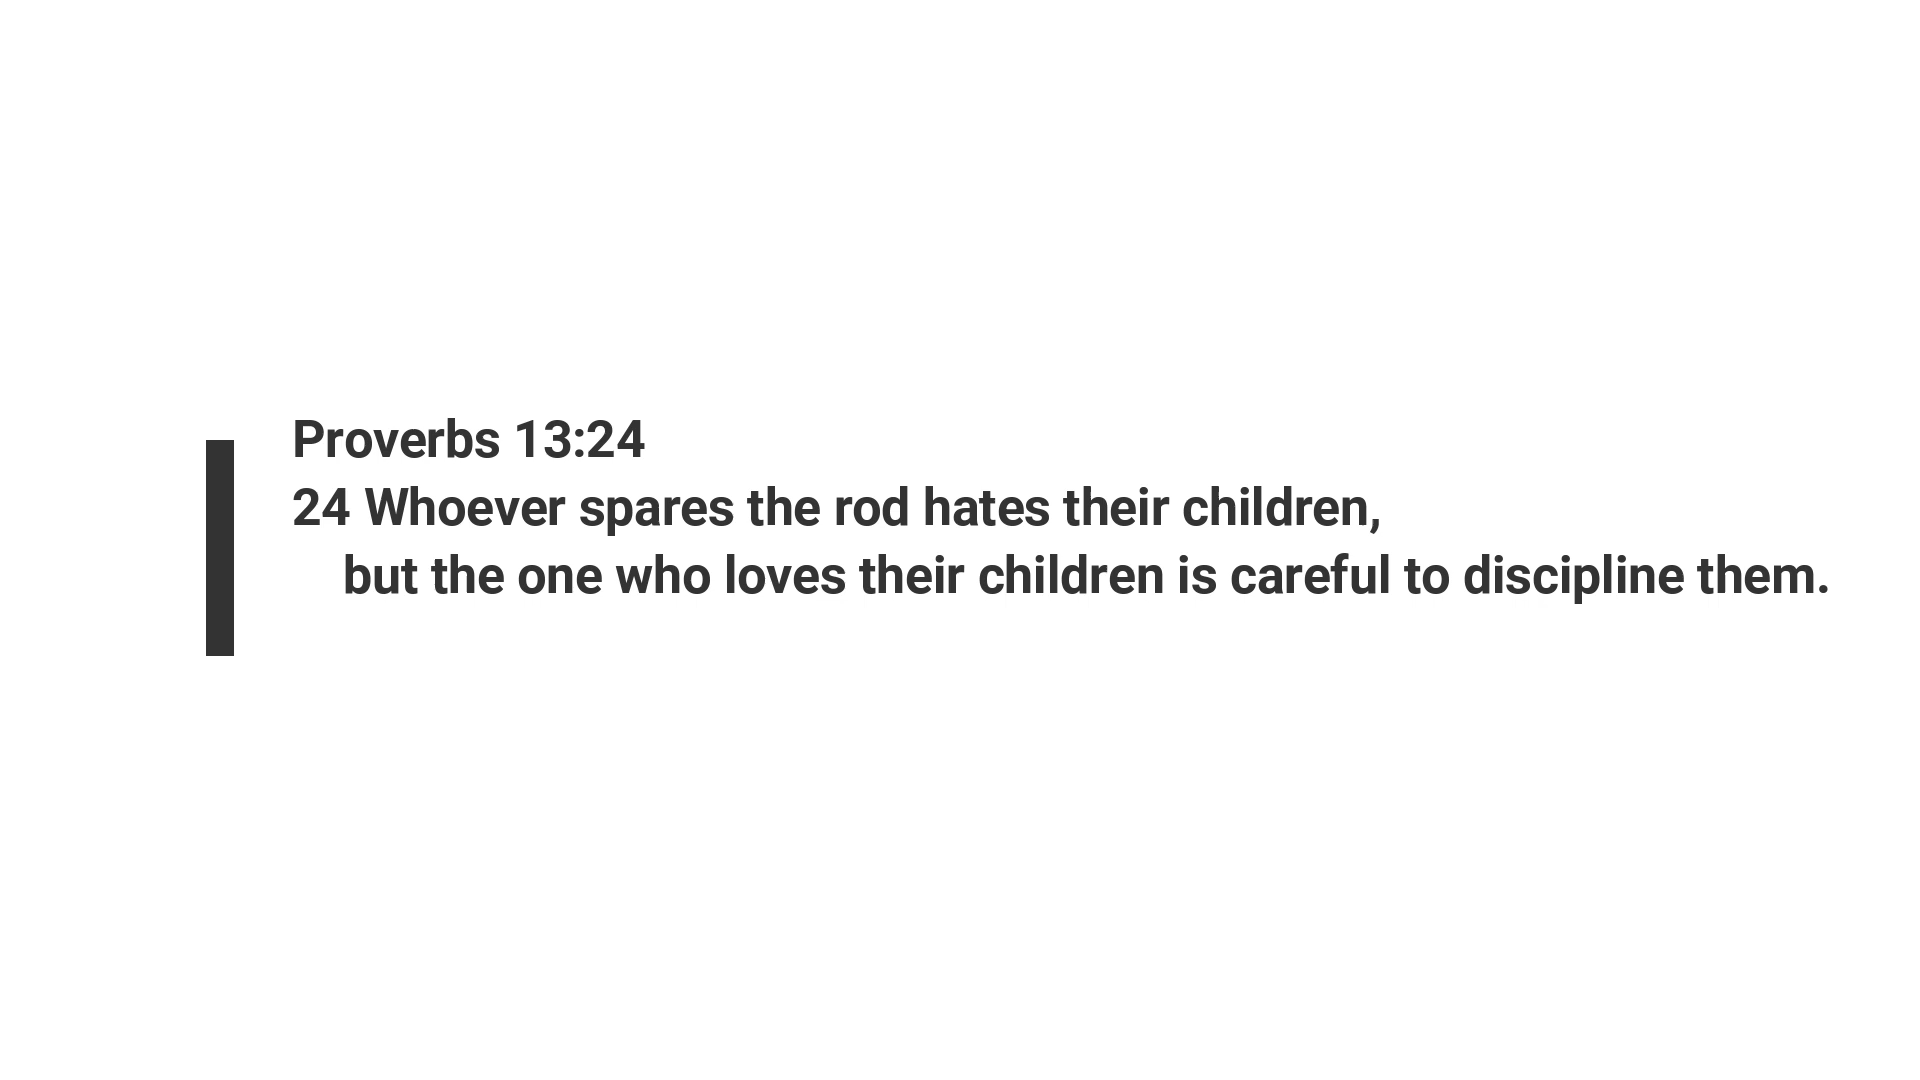 Proverbs 13:24
24 Whoever spares the rod hates their children,
but the one who loves their children is careful to discipline them.